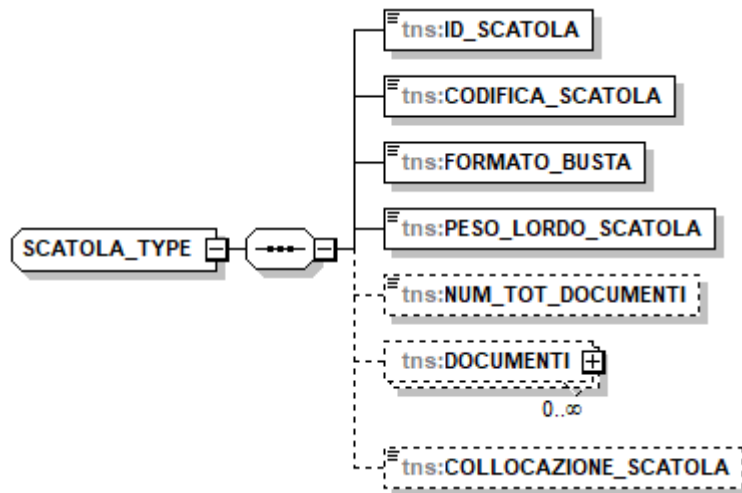 tns:ID_SCATOLA
tns:CODIFICA_SCATOLA
tns:FORMATO_BUSTA
SCATOLA_TYPE
tns:PESO_LORDO_SCATOLA
tns:NUM_TOT_DOCUMENTI
tns:DOCUMENTI
0..∞
tns:COLLOCAZIONE_SCATOLA